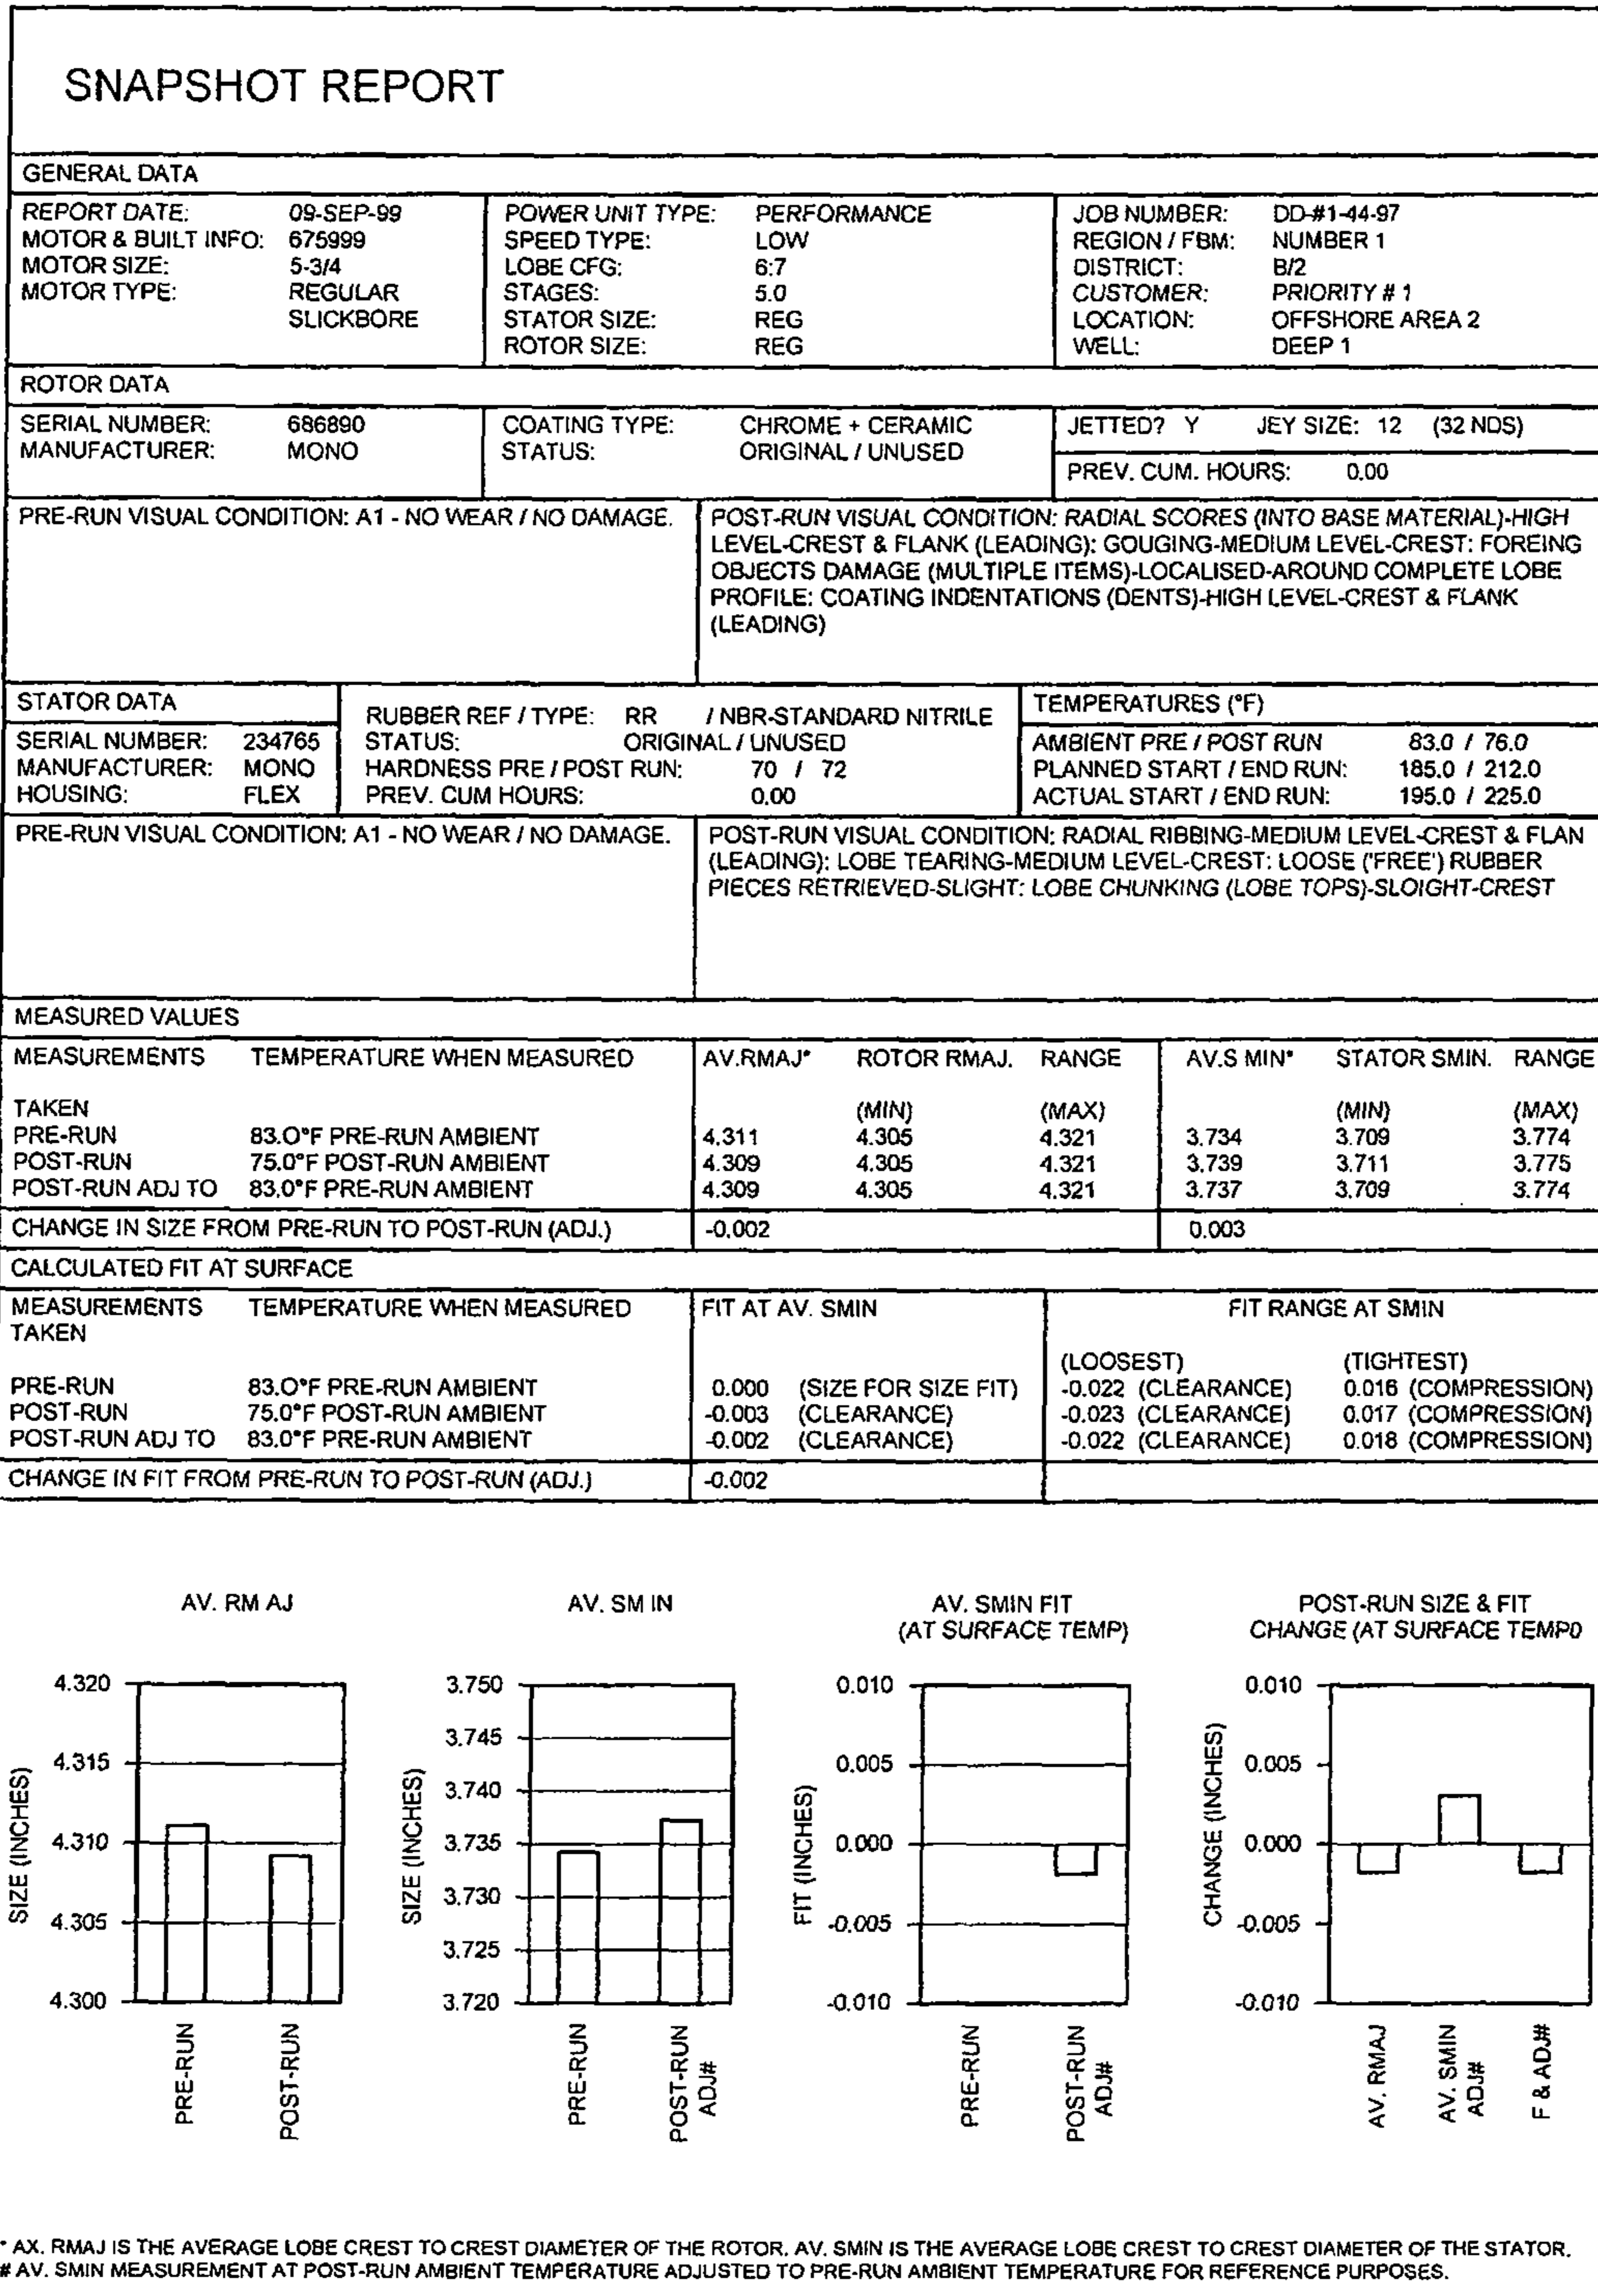 SNAPSHOT REPORT
GENERAL DATA
REPORT DATE: 09-SEP-99
MOTOR & BUILT INFO: 675999
MOTOR SIZE: 5-3/4
MOTOR TYPE: REGULAR
SLICKBORE
POWER UNIT TYPE: PERFORMANCE
SPEED TYPE: LOW
LOBE CFG: 6:7
STAGES: 5.0
STATOR SIZE: REG
ROTOR SIZE: REG
JOB NUMBER: DD-#1-44-97
REGION / FBM: NUMBER 1
DISTRICT: B/2
CUSTOMER: PRIORITY # 1
LOCATION: OFFSHORE AREA 2
WELL: DEEP 1
ROTOR DATA
SERIAL NUMBER: 686890
MANUFACTURER: MONO
COATING TYPE: CHROME + CERAMIC
STATUS: ORIGINAL / UNUSED
JETTED? Y JEY SIZE: 12 (32 NDS)
PREV. CUM. HOURS: 0.00
PRE-RUN VISUAL CONDITION: A1 - NO WEAR / NO DAMAGE.
POST-RUN VISUAL CONDITION: RADIAL SCORES (INTO BASE MATERIAL)-HIGH
LEVEL-CREST & FLANK (LEADING): GOUGING-MEDIUM LEVEL-CREST: FOREING
OBJECTS DAMAGE (MULTIPLE ITEMS)-LOCALISED-AROUND COMPLETE LOBE
PROFILE: COATING INDENTATIONS (DENTS)-HIGH LEVEL-CREST & FLANK
(LEADING)
STATOR DATA
SERIAL NUMBER: 234765
MANUFACTURER: MONO
HOUSING: FLEX
RUBBER REF / TYPE: RR / NBR-STANDARD NITRILE
STATUS: ORIGINAL / UNUSED
HARDNESS PRE / POST RUN: 70 / 72
PREV. CUM HOURS: 0.00
TEMPERATURES (°F)
AMBIENT PRE / POST RUN 83.0 / 76.0
PLANNED START / END RUN: 185.0 / 212.0
ACTUAL START / END RUN: 195.0 / 225.0
PRE-RUN VISUAL CONDITION: A1 - NO WEAR / NO DAMAGE.
POST-RUN VISUAL CONDITION: RADIAL RIBBING-MEDIUM LEVEL-CREST & FLAN
(LEADING): LOBE TEARING-MEDIUM LEVEL-CREST: LOOSE ('FREE') RUBBER
PIECES RETRIEVED-SLIGHT: LOBE CHUNKING (LOBE TOPS)-SLOIGHT-CREST
MEASURED VALUES
MEASUREMENTS TEMPERATURE WHEN MEASURED AV.RMAJ* ROTOR RMAJ. RANGE AV.S MIN* STATOR SMIN. RANGE
TAKEN (MIN) (MAX) (MIN) (MAX)
PRE-RUN 83.O°F PRE-RUN AMBIENT 4.311 4.305 4.321 3.734 3.709 3.774
POST-RUN 75.0°F POST-RUN AMBIENT 4.309 4.305 4.321 3.739 3.711 3.775
POST-RUN ADJ TO 83.0°F PRE-RUN AMBIENT 4.309 4.305 4.321 3.737 3.709 3.774
CHANGE IN SIZE FROM PRE-RUN TO POST-RUN (ADJ.) -0.002 0.003
CALCULATED FIT AT SURFACE
MEASUREMENTS TEMPERATURE WHEN MEASURED FIT AT AV. SMIN FIT RANGE AT SMIN
TAKEN
(LOOSEST) (TIGHTEST)
PRE-RUN 83.O°F PRE-RUN AMBIENT 0.000 (SIZE FOR SIZE FIT) -0.022 (CLEARANCE) 0.016 (COMPRESSION)
POST-RUN 75.0°F POST-RUN AMBIENT -0.003 (CLEARANCE) -0.023 (CLEARANCE) 0.017 (COMPRESSION)
POST-RUN ADJ TO 83.0°F PRE-RUN AMBIENT -0.002 (CLEARANCE) -0.022 (CLEARANCE) 0.018 (COMPRESSION)
CHANGE IN FIT FROM PRE-RUN TO POST-RUN (ADJ.) -0.002
AV. RM AJ
4.320
4.315
4.310
4.305
4.300
SIZE (INCHES)
PRE-RUN
POST-RUN
AV. SM IN
3.750
3.745
3.740
3.735
3.730
3.725
3.720
SIZE (INCHES)
PRE-RUN
POST-RUN
ADJ#
AV. SMIN FIT
(AT SURFACE TEMP)
0.010
0.005
0.000
-0.005
-0.010
FIT (INCHES)
PRE-RUN
POST-RUN
ADJ#
POST-RUN SIZE & FIT
CHANGE (AT SURFACE TEMP0
0.010
0.005
0.000
-0.005
-0.010
CHANGE (INCHES)
AV. RMAJ
AV. SMIN
ADJ#
F & ADJ#
* AX. RMAJ IS THE AVERAGE LOBE CREST TO CREST DIAMETER OF THE ROTOR. AV. SMIN IS THE AVERAGE LOBE CREST TO CREST DIAMETER OF THE STATOR.
# AV. SMIN MEASUREMENT AT POST-RUN AMBIENT TEMPERATURE ADJUSTED TO PRE-RUN AMBIENT TEMPERATURE FOR REFERENCE PURPOSES.